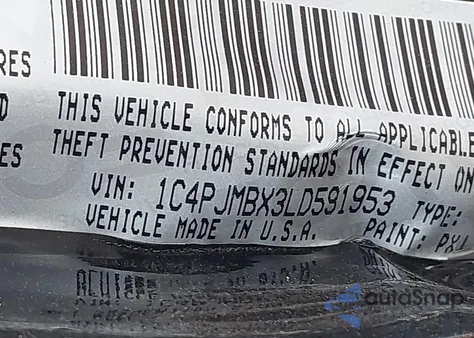 RES
THIS VEHICLE CONFORMS TO ALL APPLICABLE
THEFT PREVENTION STANDARDS IN EFFECT ON
ES
VIN: 1C4PJMBX3LD591953 TYPE:
VEHICLE MADE IN U.S.A. PAINT:
autoSnap